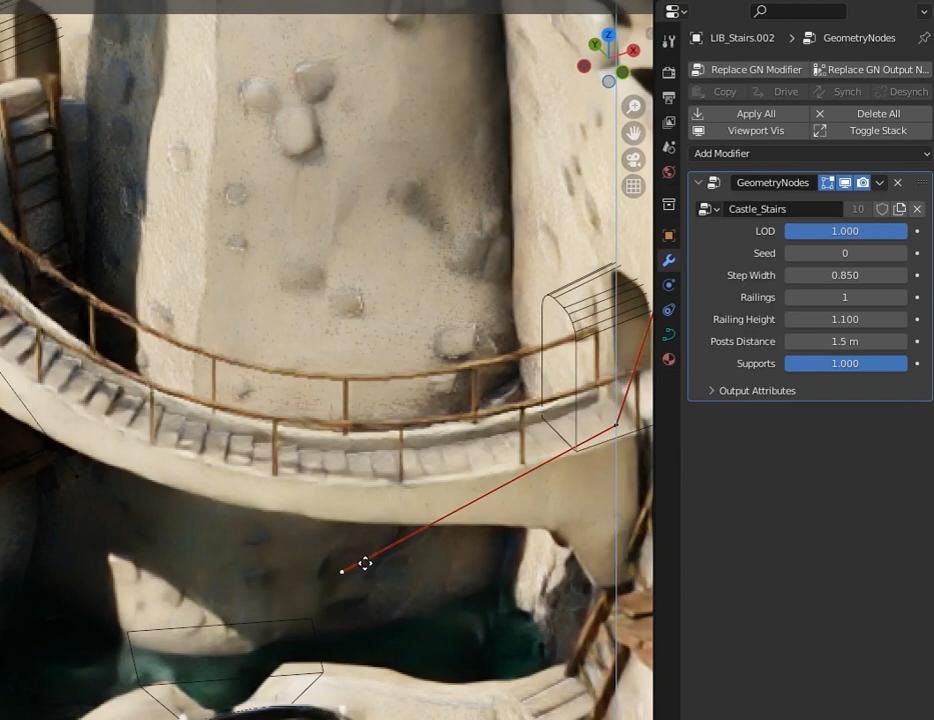 LIB_Stairs.002 > GeometryNodes
Replace GN Modifier Replace GN Output N...
Copy Drive Synch Desynch
Apply All Delete All
Viewport Vis Toggle Stack
Add Modifier
GeometryNodes
Castle_Stairs 10
LOD 1.000
Seed 0
Step Width 0.850
Railings 1
Railing Height 1.100
Posts Distance 1.5 m
Supports 1.000
Output Attributes
Z
Y
X